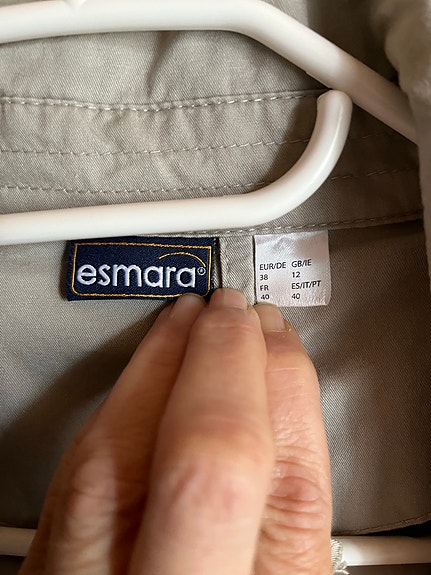 esmara®
EUR/DE GB/IE
38 12
FR ES/IT/PT
40 40